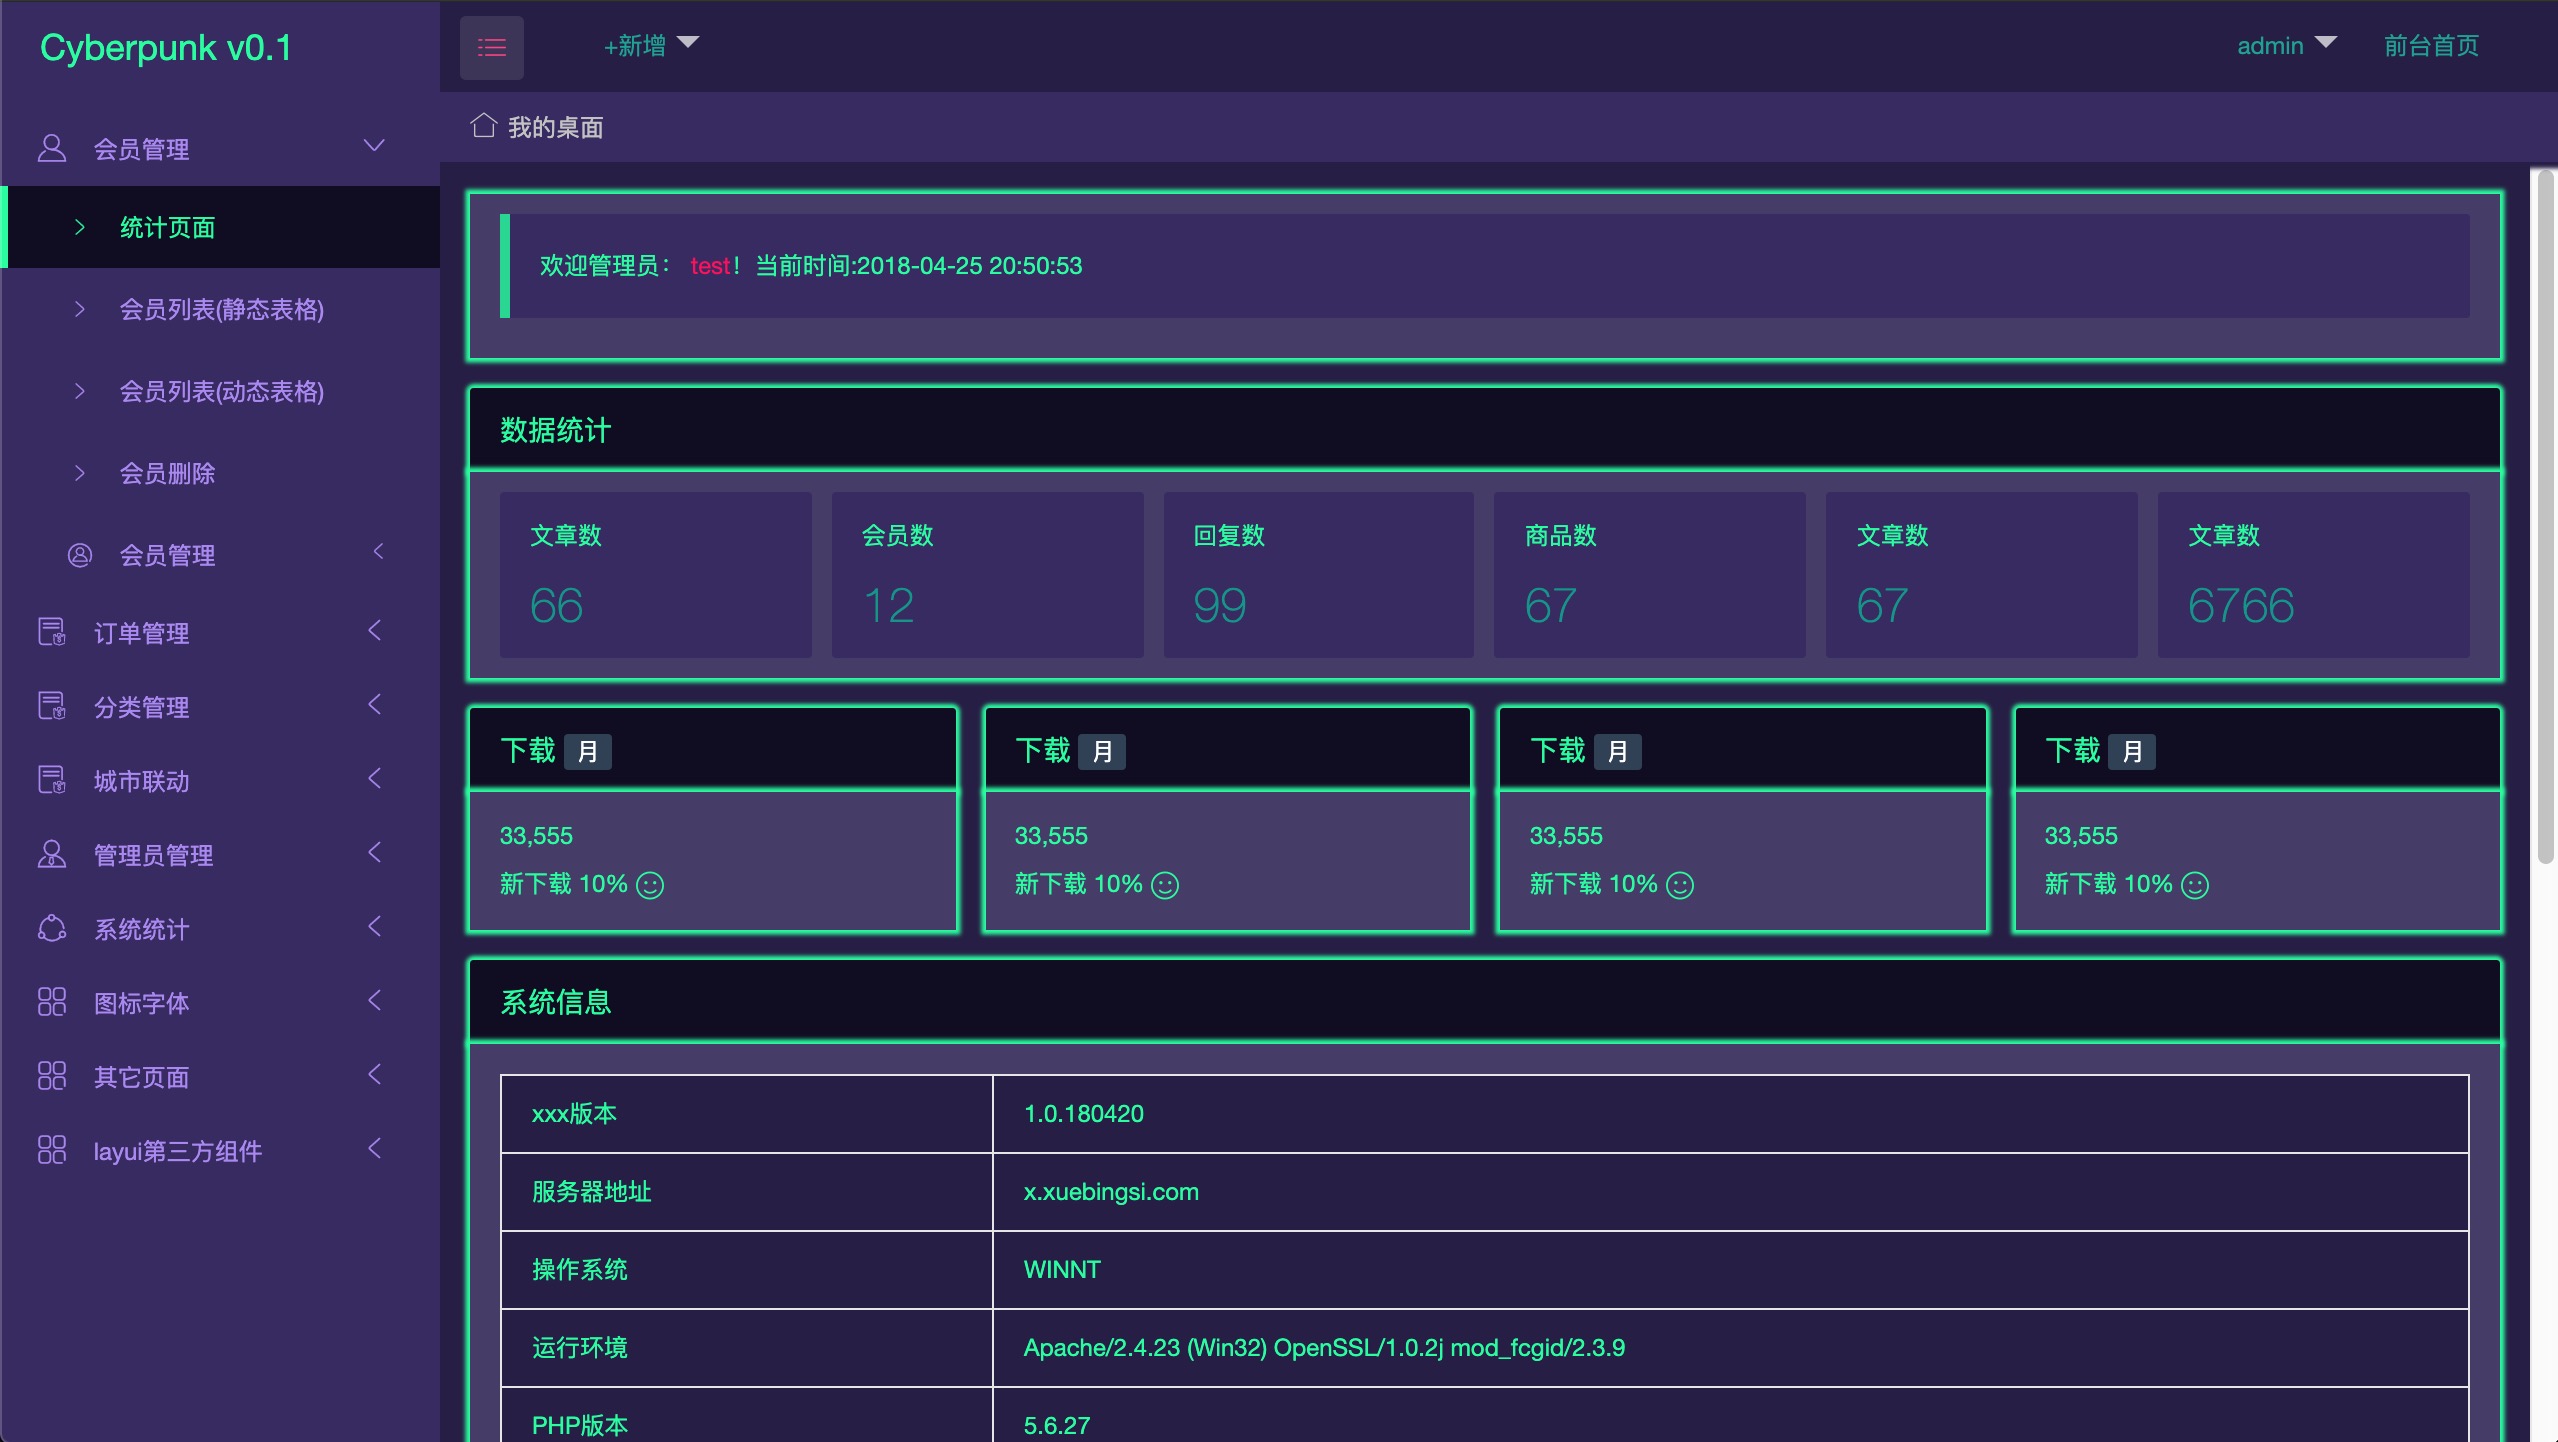 Cyberpunk v0.1
+新增
admin
前台首页
会员管理
统计页面
会员列表(静态表格)
会员列表(动态表格)
会员删除
会员管理
订单管理
分类管理
城市联动
管理员管理
系统统计
图标字体
其它页面
layui第三方组件
我的桌面
欢迎管理员： test！当前时间:2018-04-25 20:50:53
数据统计
文章数
66
会员数
12
回复数
99
商品数
67
文章数
67
文章数
6766
下载 月
33,555
新下载 10%
下载 月
33,555
新下载 10%
下载 月
33,555
新下载 10%
下载 月
33,555
新下载 10%
系统信息
xxx版本 1.0.180420
服务器地址 x.xuebingsi.com
操作系统 WINNT
运行环境 Apache/2.4.23 (Win32) OpenSSL/1.0.2j mod_fcgid/2.3.9
PHP版本 5.6.27